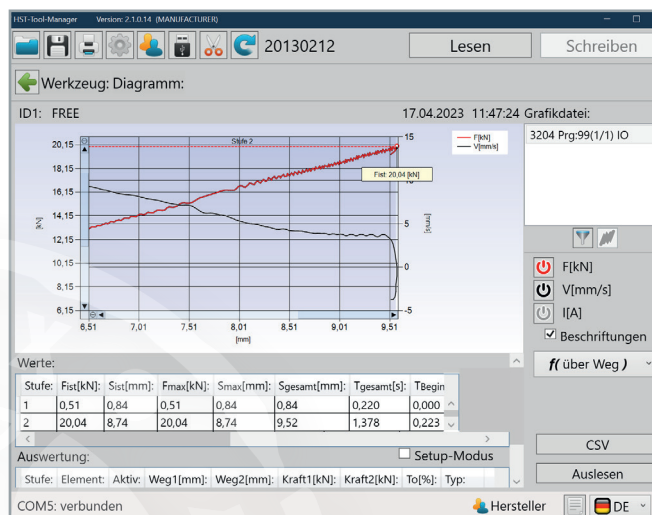 HST-Tool-Manager Version: 2.1.0.14 (MANUFACTURER)
20130212 Lesen Schreiben
Werkzeug: Diagramm:
ID1: FREE 17.04.2023 11:47:24 Grafikdatei:
3204 Prg:99(1/1) IO
Stufe 2
F[kN]
V[mm/s]
Fist: 20,04 [kN]
20,15
18,15
16,15
14,15
12,15
10,15
8,15
6,15
[kN]
15
10
5
0
-5
[mm/s]
6,51 7,01 7,51 8,01 8,51 9,01 9,51
[mm]
F[kN]
V[mm/s]
I[A]
Beschriftungen
f( über Weg )
Werte:
Stufe: Fist[kN]: Sist[mm]: Fmax[kN]: Smax[mm]: Sgesamt[mm]: Tgesamt[s]: TBegin
1 0,51 0,84 0,51 0,84 0,84 0,220 0,000
2 20,04 8,74 20,04 8,74 9,52 1,378 0,223
Auswertung: Setup-Modus
Stufe: Element: Aktiv: Weg1[mm]: Weg2[mm]: Kraft1[kN]: Kraft2[kN]: To[%]: Typ:
CSV
Auslesen
COM5: verbunden Hersteller DE